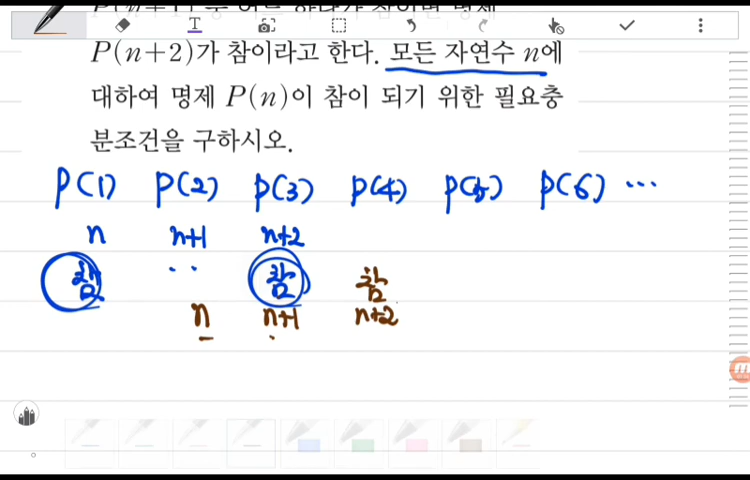 P(n+2)가 참이라고 한다. 모든 자연수 n에
대하여 명제 P(n)이 참이 되기 위한 필요충
분조건을 구하시오.
P(1) P(2) P(3) P(4) P(5) P(6) ...
n n+1 n+2
참 참 참
n n+1 n+2